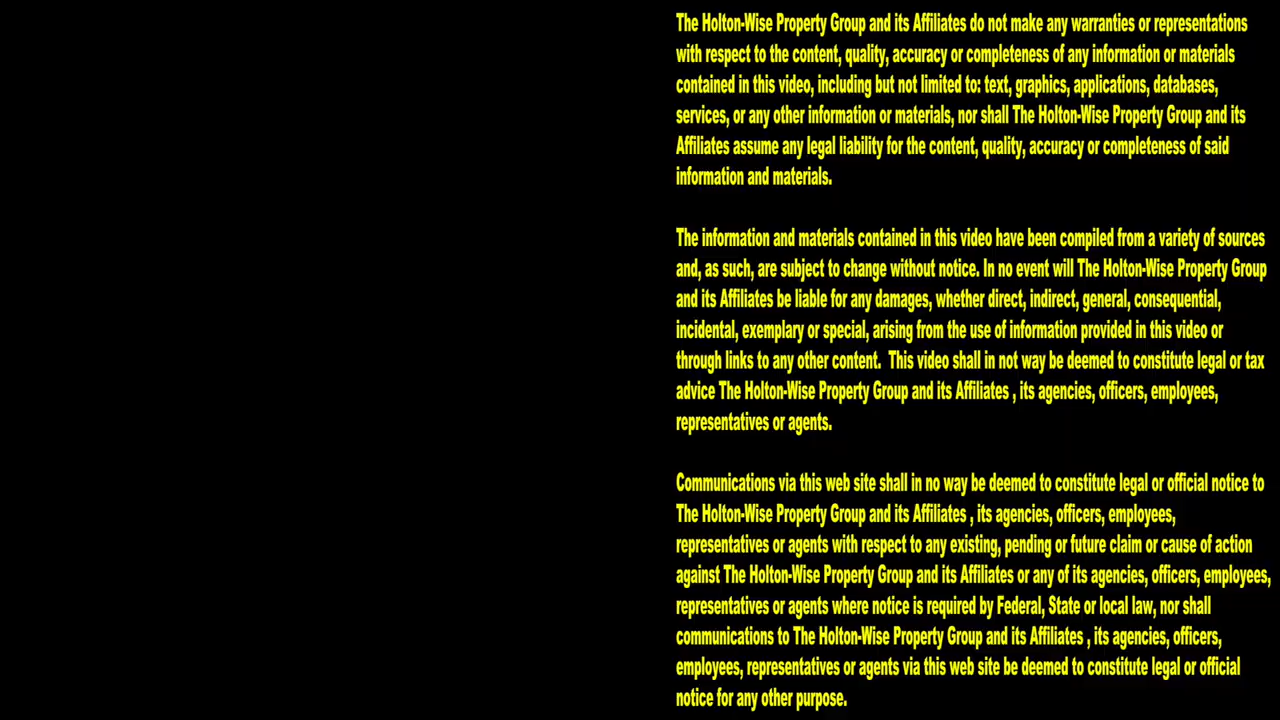 The Holton-Wise Property Group and its Affiliates do not make any warranties or representations
with respect to the content, quality, accuracy or completeness of any information or materials
contained in this video, including but not limited to: text, graphics, applications, databases,
services, or any other information or materials, nor shall The Holton-Wise Property Group and its
Affiliates assume any legal liability for the content, quality, accuracy or completeness of said
information and materials.

The information and materials contained in this video have been compiled from a variety of sources
and, as such, are subject to change without notice. In no event will The Holton-Wise Property Group
and its Affiliates be liable for any damages, whether direct, indirect, general, consequential,
incidental, exemplary or special, arising from the use of information provided in this video or
through links to any other content.  This video shall in not way be deemed to constitute legal or tax
advice The Holton-Wise Property Group and its Affiliates , its agencies, officers, employees,
representatives or agents.

Communications via this web site shall in no way be deemed to constitute legal or official notice to
The Holton-Wise Property Group and its Affiliates , its agencies, officers, employees,
representatives or agents with respect to any existing, pending or future claim or cause of action
against The Holton-Wise Property Group and its Affiliates or any of its agencies, officers, employees,
representatives or agents where notice is required by Federal, State or local law, nor shall
communications to The Holton-Wise Property Group and its Affiliates , its agencies, officers,
employees, representatives or agents via this web site be deemed to constitute legal or official
notice for any other purpose.